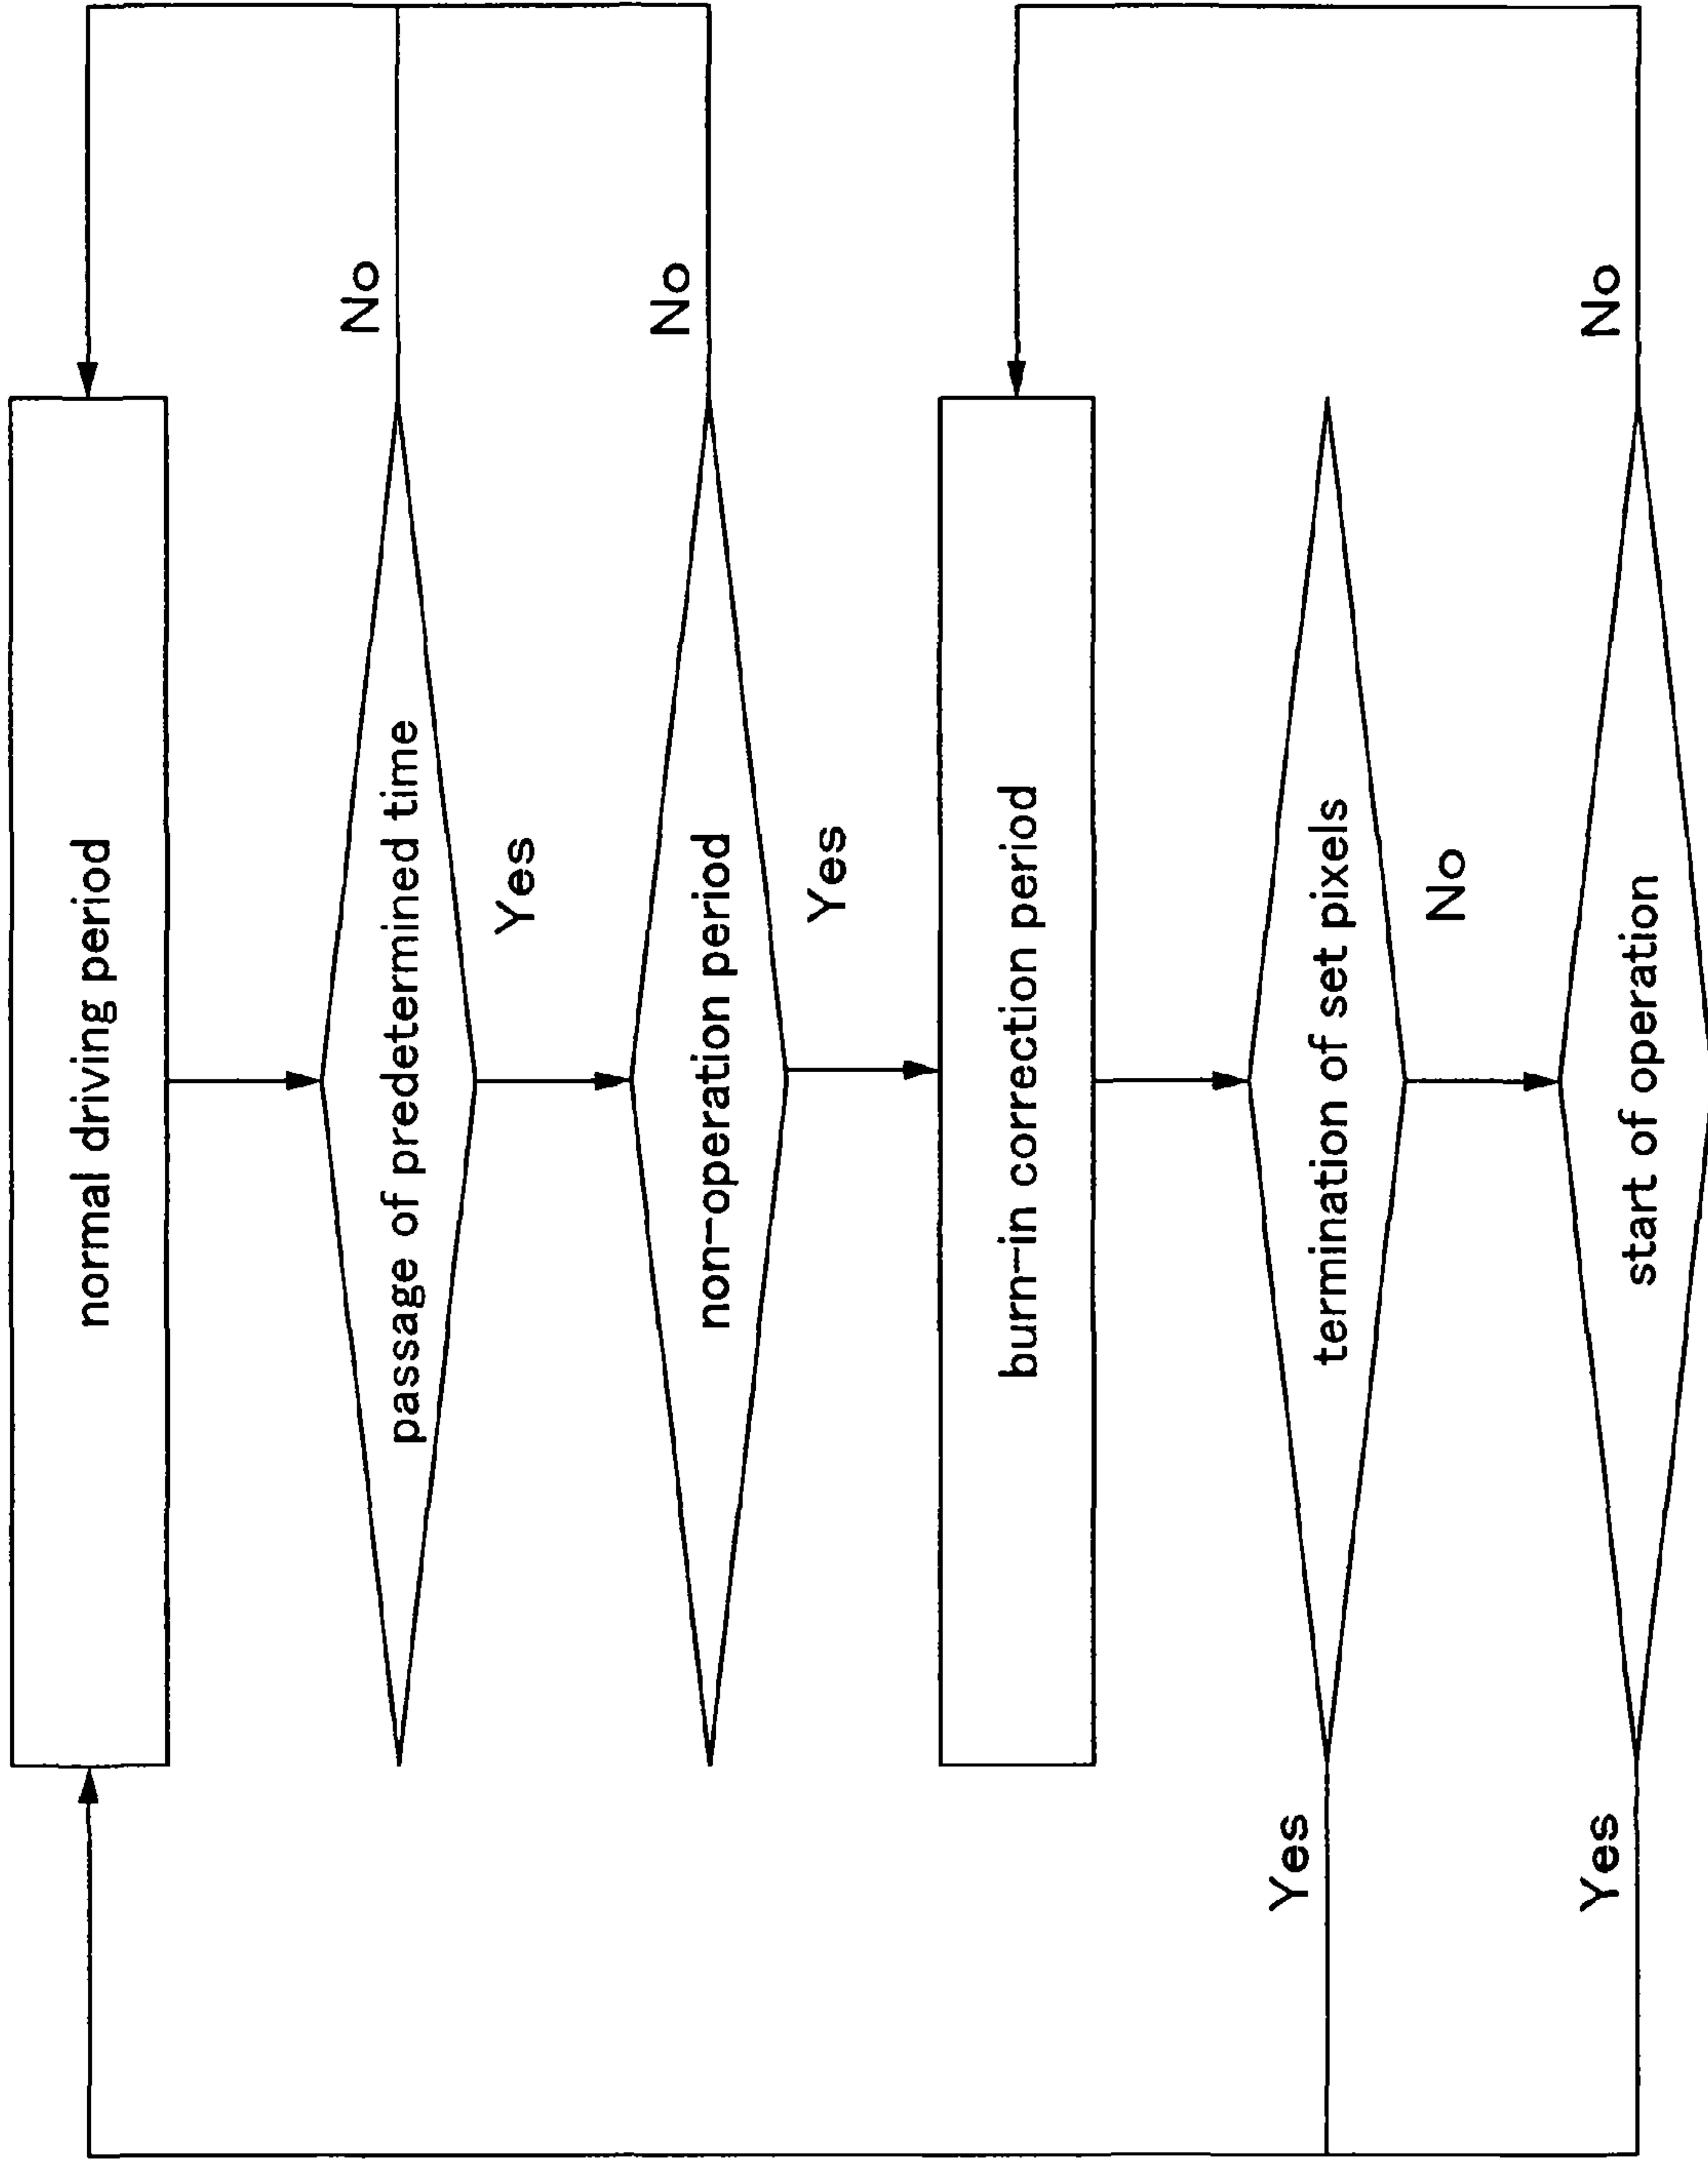 normal driving period
No
passage of predetermined time
Yes
No
non-operation period
Yes
burn-in correction period
termination of set pixels
Yes
No
No
start of operation
Yes